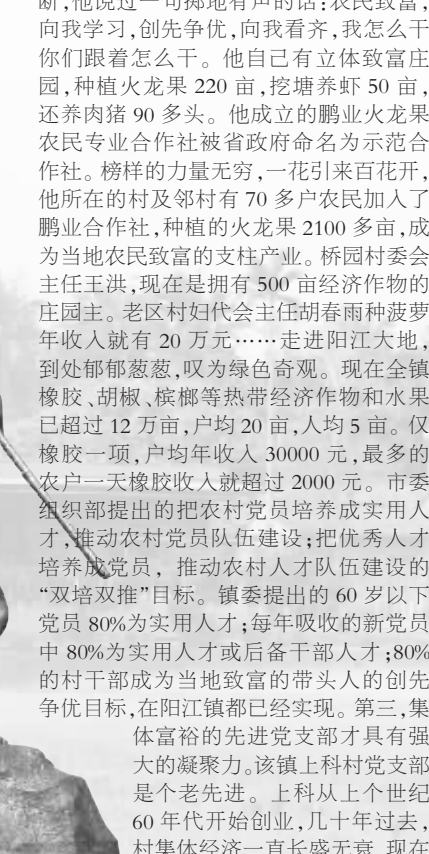 断,他说过一句掷地有声的话:农民致富,
向我学习,创先争优,向我看齐,我怎么干
你们跟着怎么干。他自己有立体致富庄
园,种植火龙果 220 亩,挖塘养虾 50 亩,
还养肉猪 90 多头。他成立的鹏业火龙果
农民专业合作社被省政府命名为示范合
作社。榜样的力量无穷,一花引来百花开,
他所在的村及邻村有 70 多户农民加入了
鹏业合作社,种植的火龙果 2100 多亩,成
为当地农民致富的支柱产业。桥园村委会
主任王洪,现在是拥有 500 亩经济作物的
庄园主。老区村妇代会主任胡春雨种菠萝
年收入就有 20 万元……走进阳江大地,
到处郁郁葱葱,叹为绿色奇观。现在全镇
橡胶、胡椒、槟榔等热带经济作物和水果
已超过 12 万亩,户均 20 亩,人均 5 亩。仅
橡胶一项,户均年收入 30000 元,最多的
农户一天橡胶收入就超过 2000 元。市委
组织部提出的把农村党员培养成实用人
才,推动农村党员队伍建设;把优秀人才
培养成党员，推动农村人才队伍建设的
“双培双推”目标。镇委提出的 60 岁以下
党员 80%为实用人才;每年吸收的新党员
中 80%为实用人才或后备干部人才;80%
的村干部成为当地致富的带头人的创先
争优目标,在阳江镇都已经实现。第三,集
体富裕的先进党支部才具有强
大的凝聚力。该镇上科村党支部
是个老先进。上科从上个世纪
60 年代开始创业,几十年过去,
村集体经济一直长盛不衰,现在